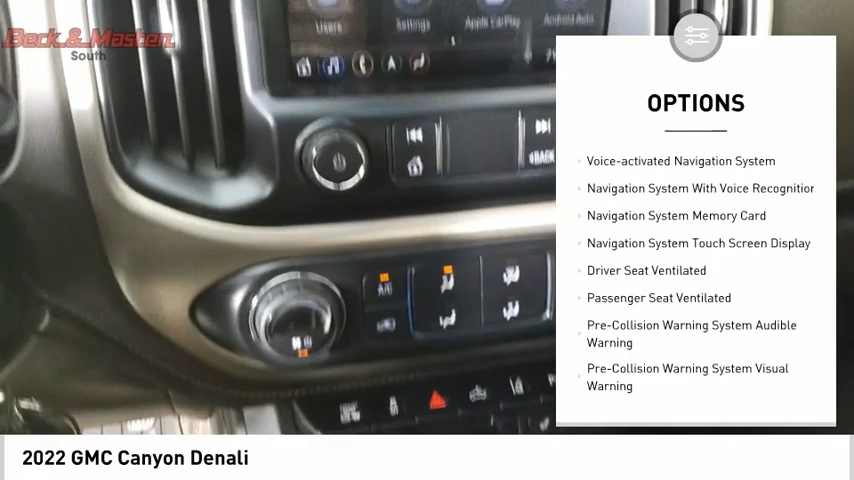 Beck & Masten
South
Users
Settings
Apple CarPlay
Android Auto
BACK
A/C
OPTIONS
Voice-activated Navigation System
Navigation System With Voice Recognition
Navigation System Memory Card
Navigation System Touch Screen Display
Driver Seat Ventilated
Passenger Seat Ventilated
Pre-Collision Warning System Audible
Warning
Pre-Collision Warning System Visual
Warning
2022 GMC Canyon Denali